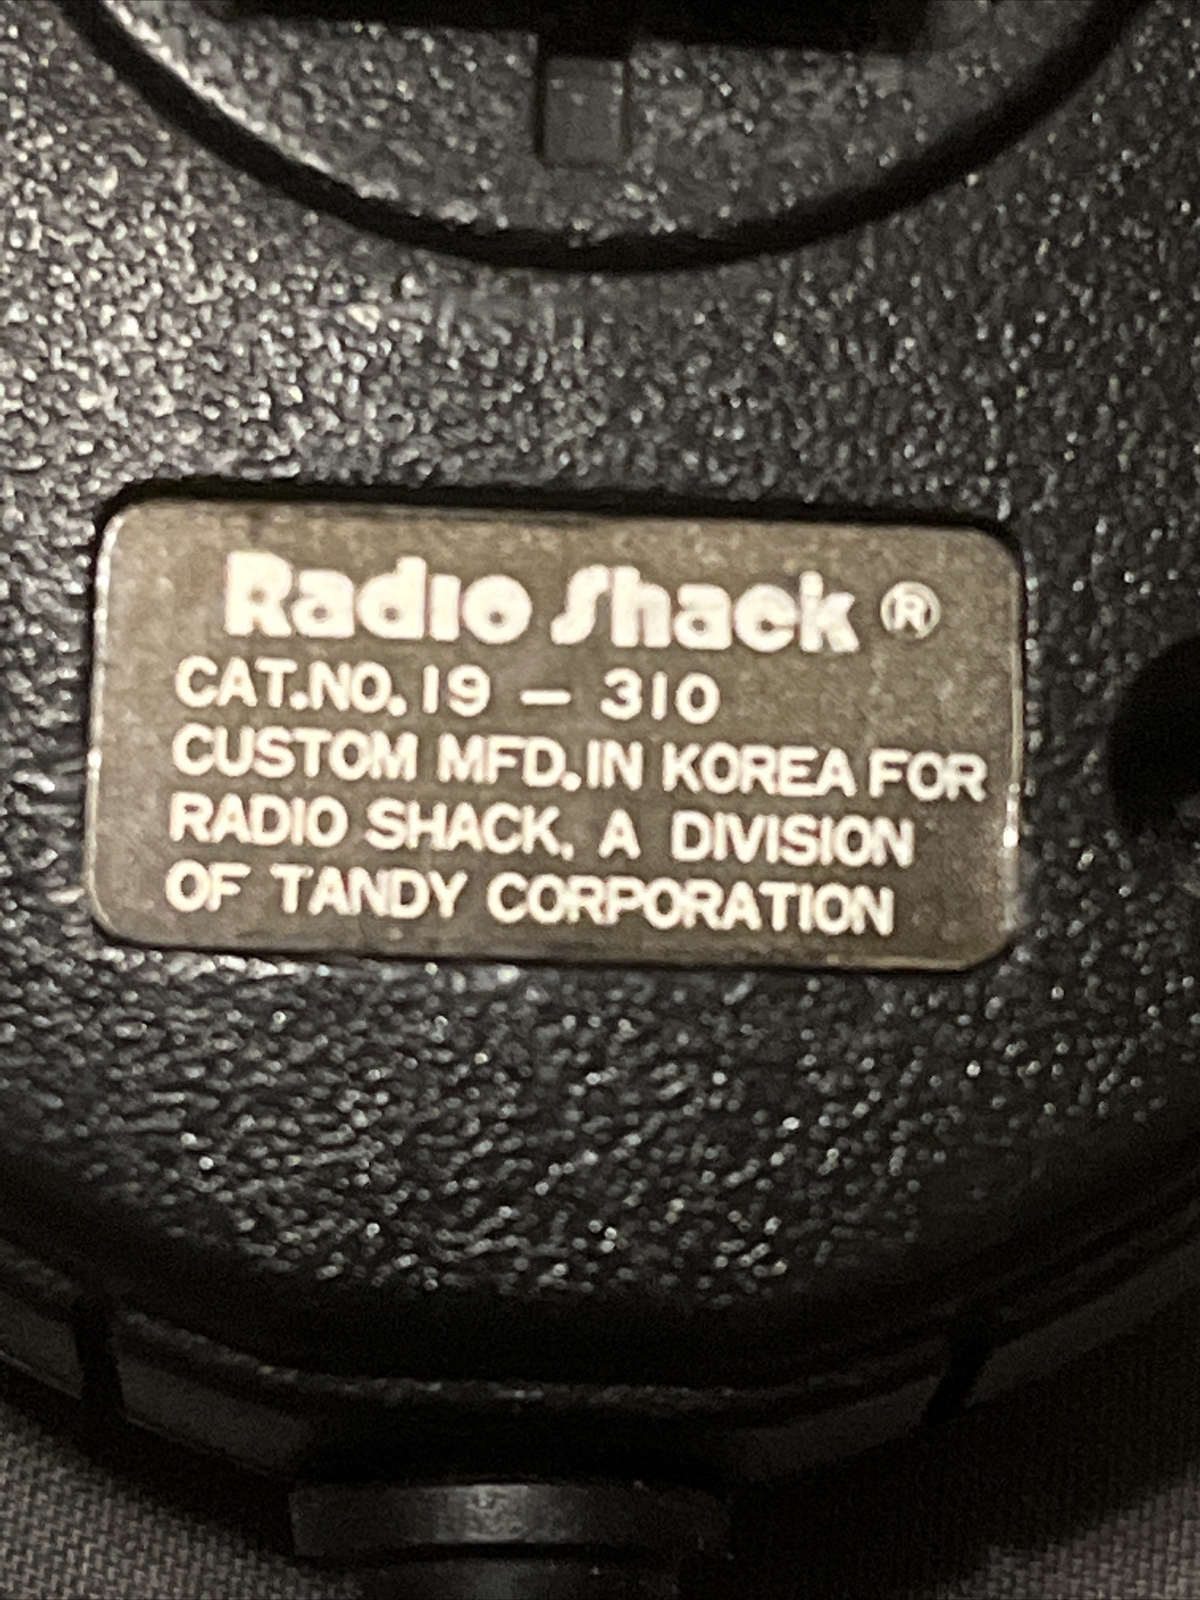 Radio Shack ®
CAT.NO. 19 – 310
CUSTOM MFD. IN KOREA FOR
RADIO SHACK, A DIVISION
OF TANDY CORPORATION